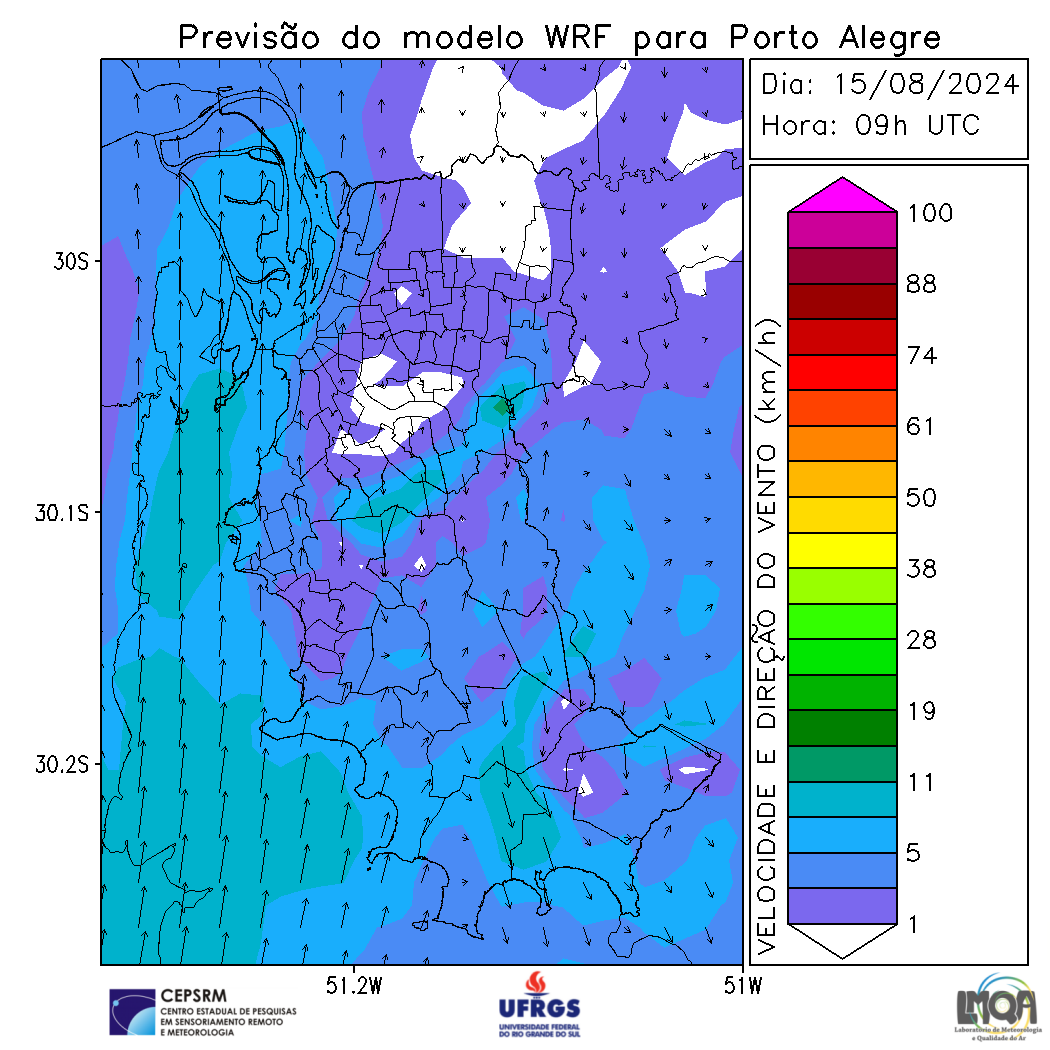 Previsão do modelo WRF para Porto Alegre
Dia: 15/08/2024
Hora: 09h UTC
30S
30.1S
30.2S
51.2W
51W
VELOCIDADE E DIREÇÃO DO VENTO (km/h)
100
88
74
61
50
38
28
19
11
5
1
CEPSRM
CENTRO ESTADUAL DE PESQUISAS
EM SENSORIAMENTO REMOTO
E METEOROLOGIA
UFRGS
UNIVERSIDADE FEDERAL
DO RIO GRANDE DO SUL
LMQA
Laboratório de Meteorologia
e Qualidade do Ar